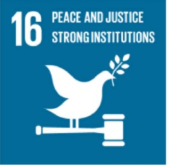 16 PEACE AND JUSTICE
STRONG INSTITUTIONS